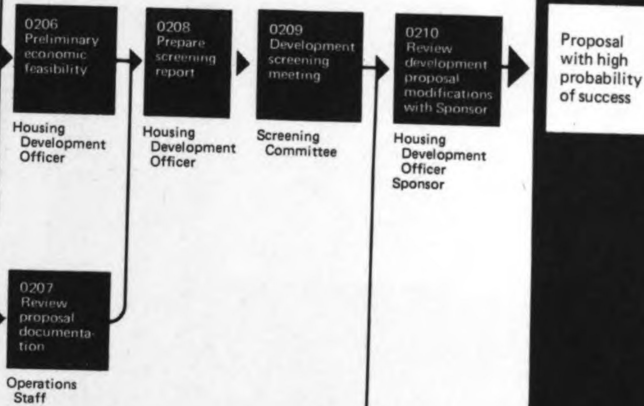 0206
Preliminary
economic
feasibility
Housing
Development
Officer
0208
Prepare
screening
report
Housing
Development
Officer
0209
Development
screening
meeting
Screening
Committee
0210
Review
development
proposal
modifications
with Sponsor
Housing
Development
Officer
Sponsor
Proposal
with high
probability
of success
0207
Review
proposal
documenta-
tion
Operations
Staff